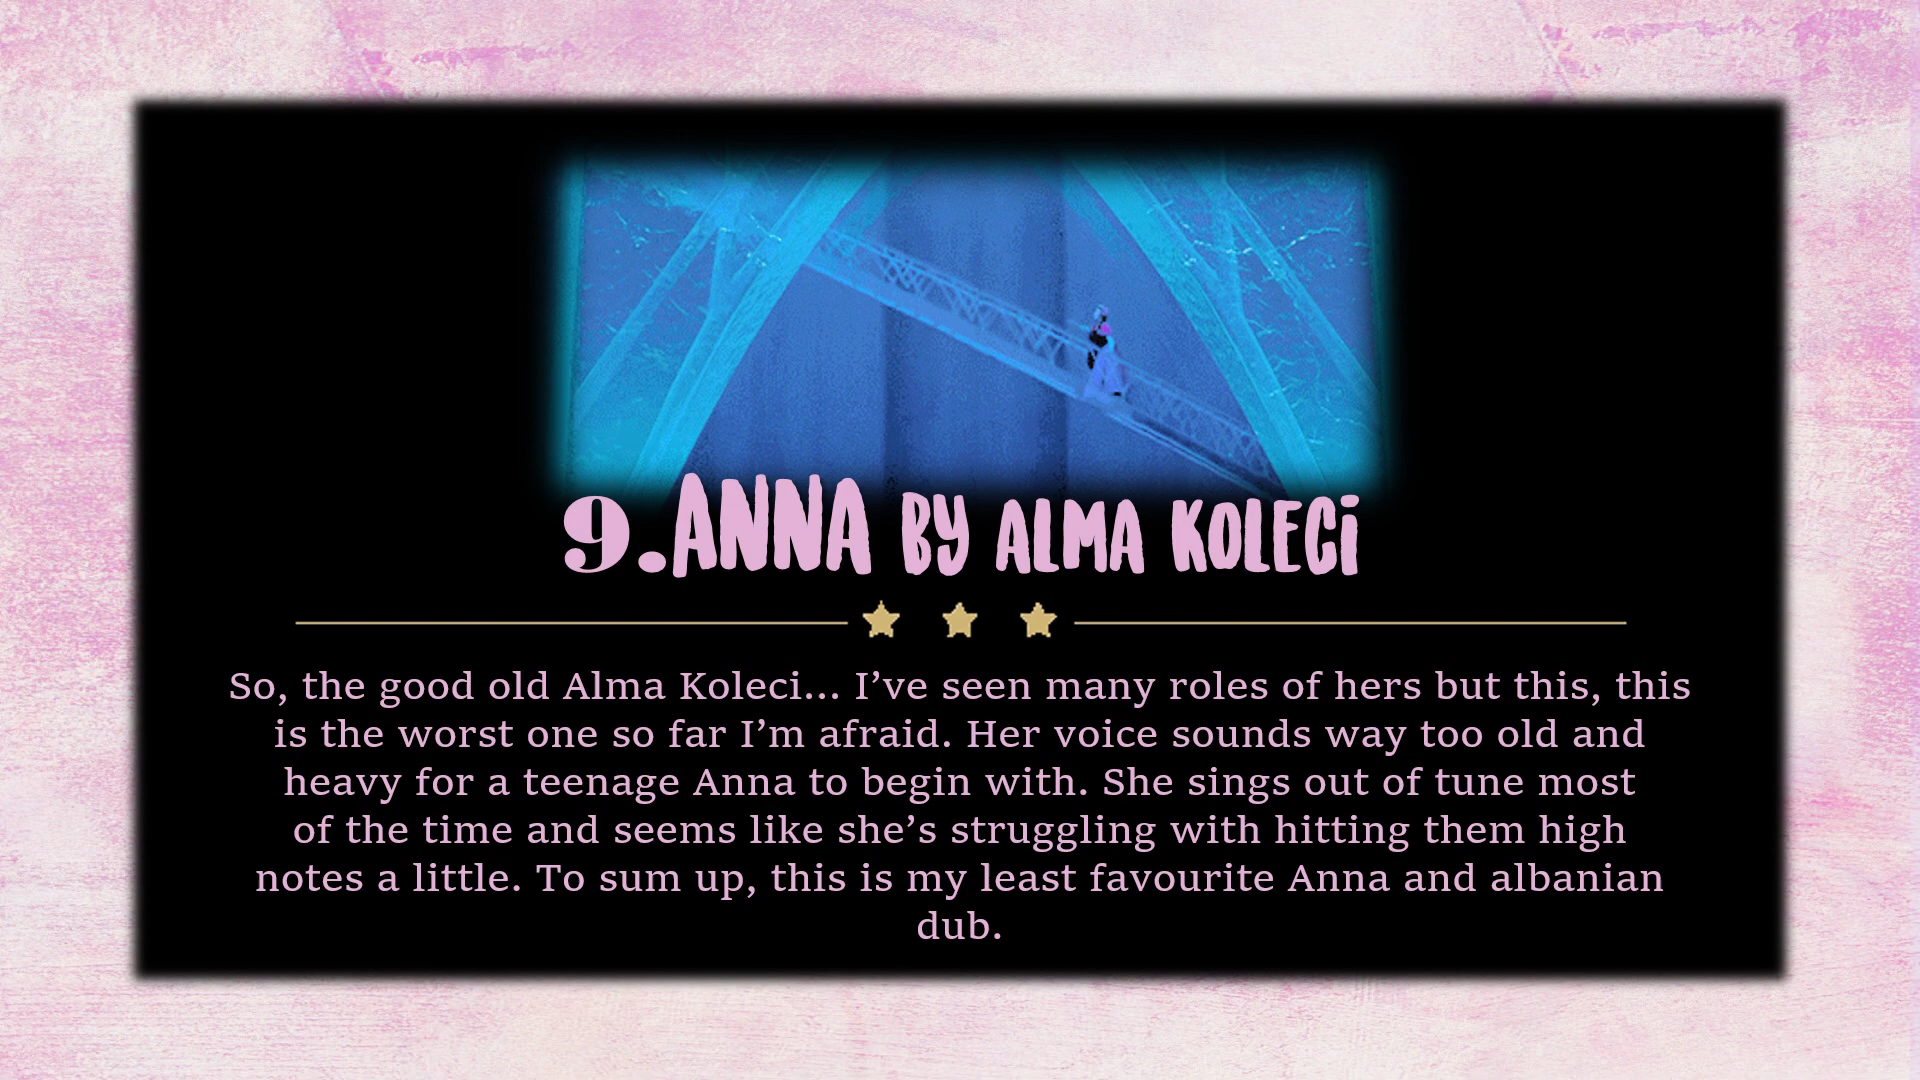 9.ANNA BY ALMA KOLECi
So, the good old Alma Koleci... I’ve seen many roles of hers but this, this
is the worst one so far I’m afraid. Her voice sounds way too old and
heavy for a teenage Anna to begin with. She sings out of tune most
of the time and seems like she’s struggling with hitting them high
notes a little. To sum up, this is my least favourite Anna and albanian
dub.